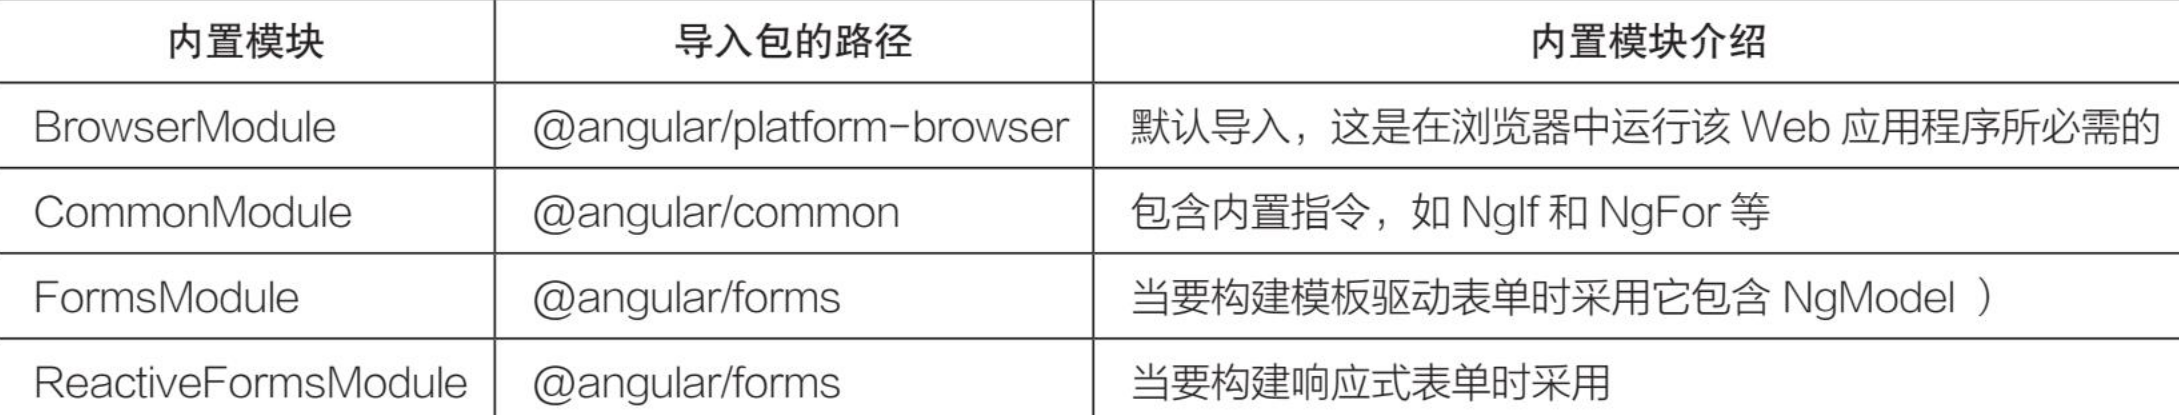 内置模块 导入包的路径 内置模块介绍
BrowserModule @angular/platform-browser 默认导入，这是在浏览器中运行该 Web 应用程序所必需的
CommonModule @angular/common 包含内置指令，如 NgIf 和 NgFor 等
FormsModule @angular/forms 当要构建模板驱动表单时采用它包含 NgModel ）
ReactiveFormsModule @angular/forms 当要构建响应式表单时采用